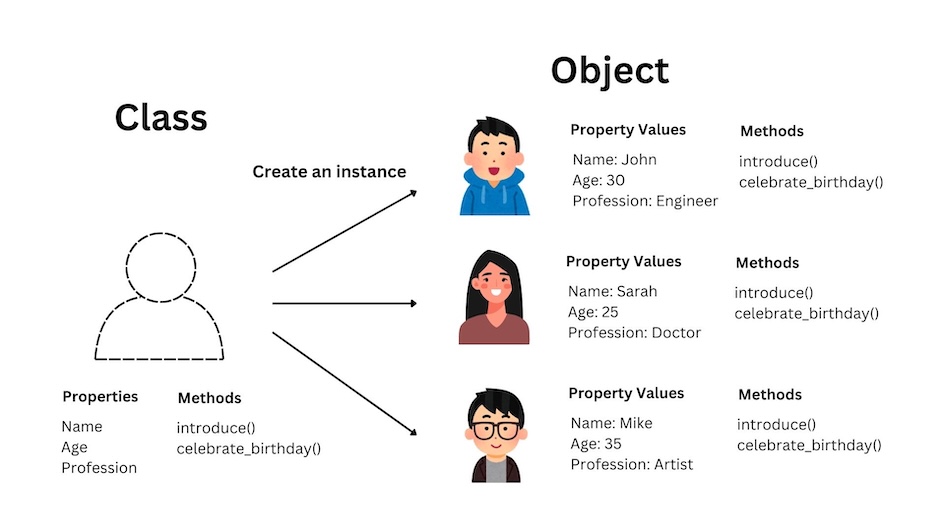 Object
Class
Create an instance
Property Values
Methods
Name: John
Age: 30
Profession: Engineer
introduce()
celebrate_birthday()
Property Values
Methods
Name: Sarah
Age: 25
Profession: Doctor
introduce()
celebrate_birthday()
Properties
Methods
Name
Age
Profession
introduce()
celebrate_birthday()
Property Values
Methods
Name: Mike
Age: 35
Profession: Artist
introduce()
celebrate_birthday()